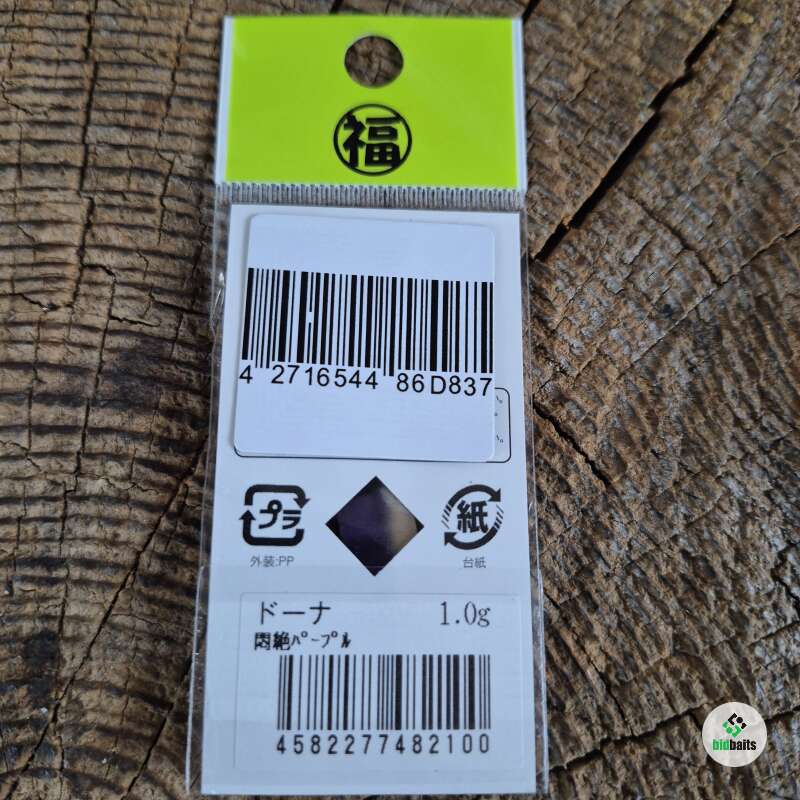 福
4 2716544 86D837
プラ
紙
外装:PP
台紙
ドーナ 1.0g
悶絶ﾊﾟｰﾌﾟﾙ
4582277482100
bidbaits